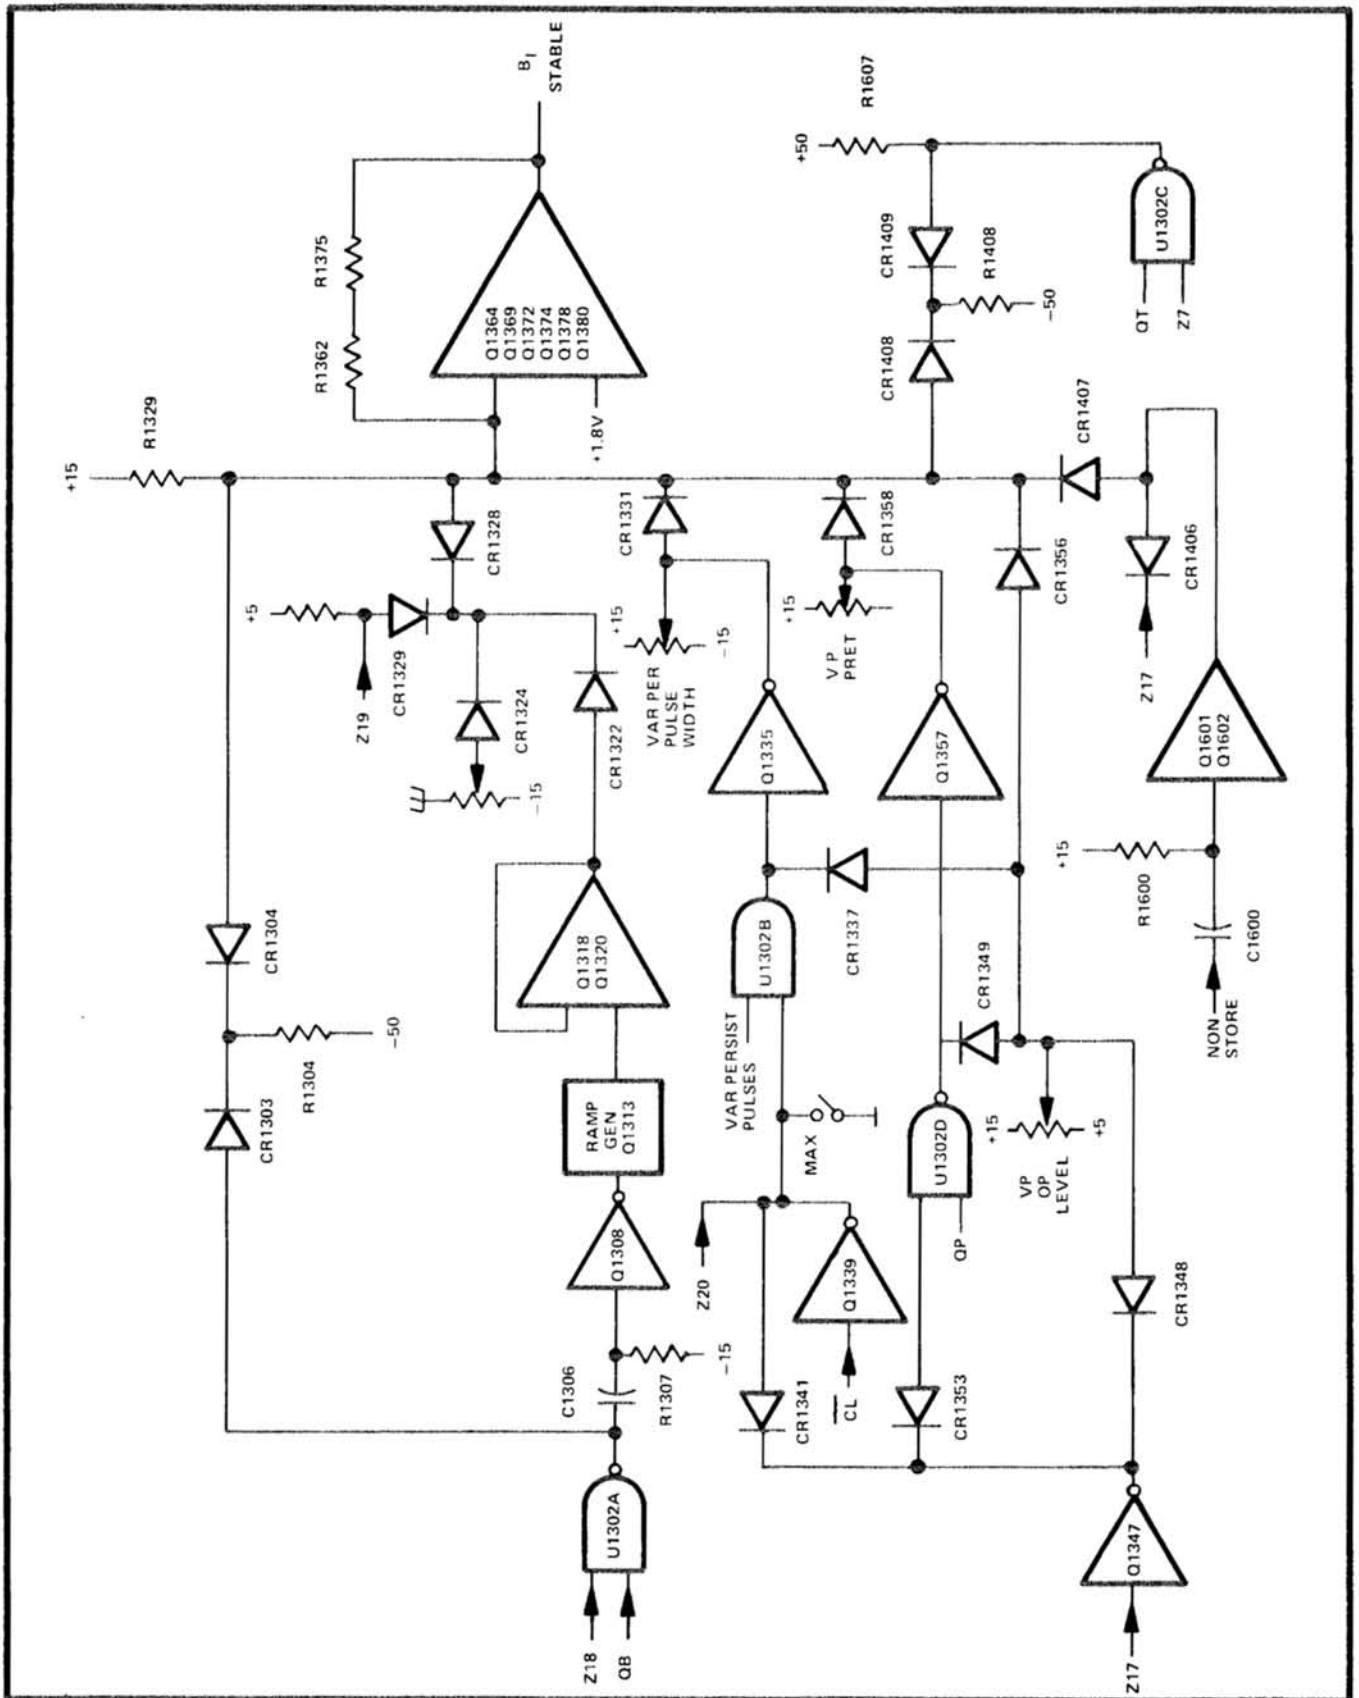 B1
STABLE
R1375
R1362
Q1364
Q1369
Q1372
Q1374
Q1378
Q1380
+1.8V
+15
R1329
R1607
+50
CR1409
R1408
-50
CR1408
U1302C
QT
Z7
CR1328
+5
Z19
CR1329
CR1324
-15
CR1322
CR1331
+15
-15
VAR PER
PULSE
WIDTH
CR1358
+15
VP
PRET
CR1407
CR1406
CR1356
Z17
Q1335
Q1357
Q1601
Q1602
CR1304
R1304
-50
CR1303
Q1318
Q1320
RAMP
GEN
Q1313
Q1308
C1306
R1307
-15
U1302B
VAR PERSIST
PULSES
CR1337
MAX
Z20
Q1339
CL
CR1341
CR1349
U1302D
QP
+15
+5
VP
OP
LEVEL
CR1353
CR1348
+15
R1600
C1600
NON
STORE
U1302A
Z18
QB
Q1347
Z17